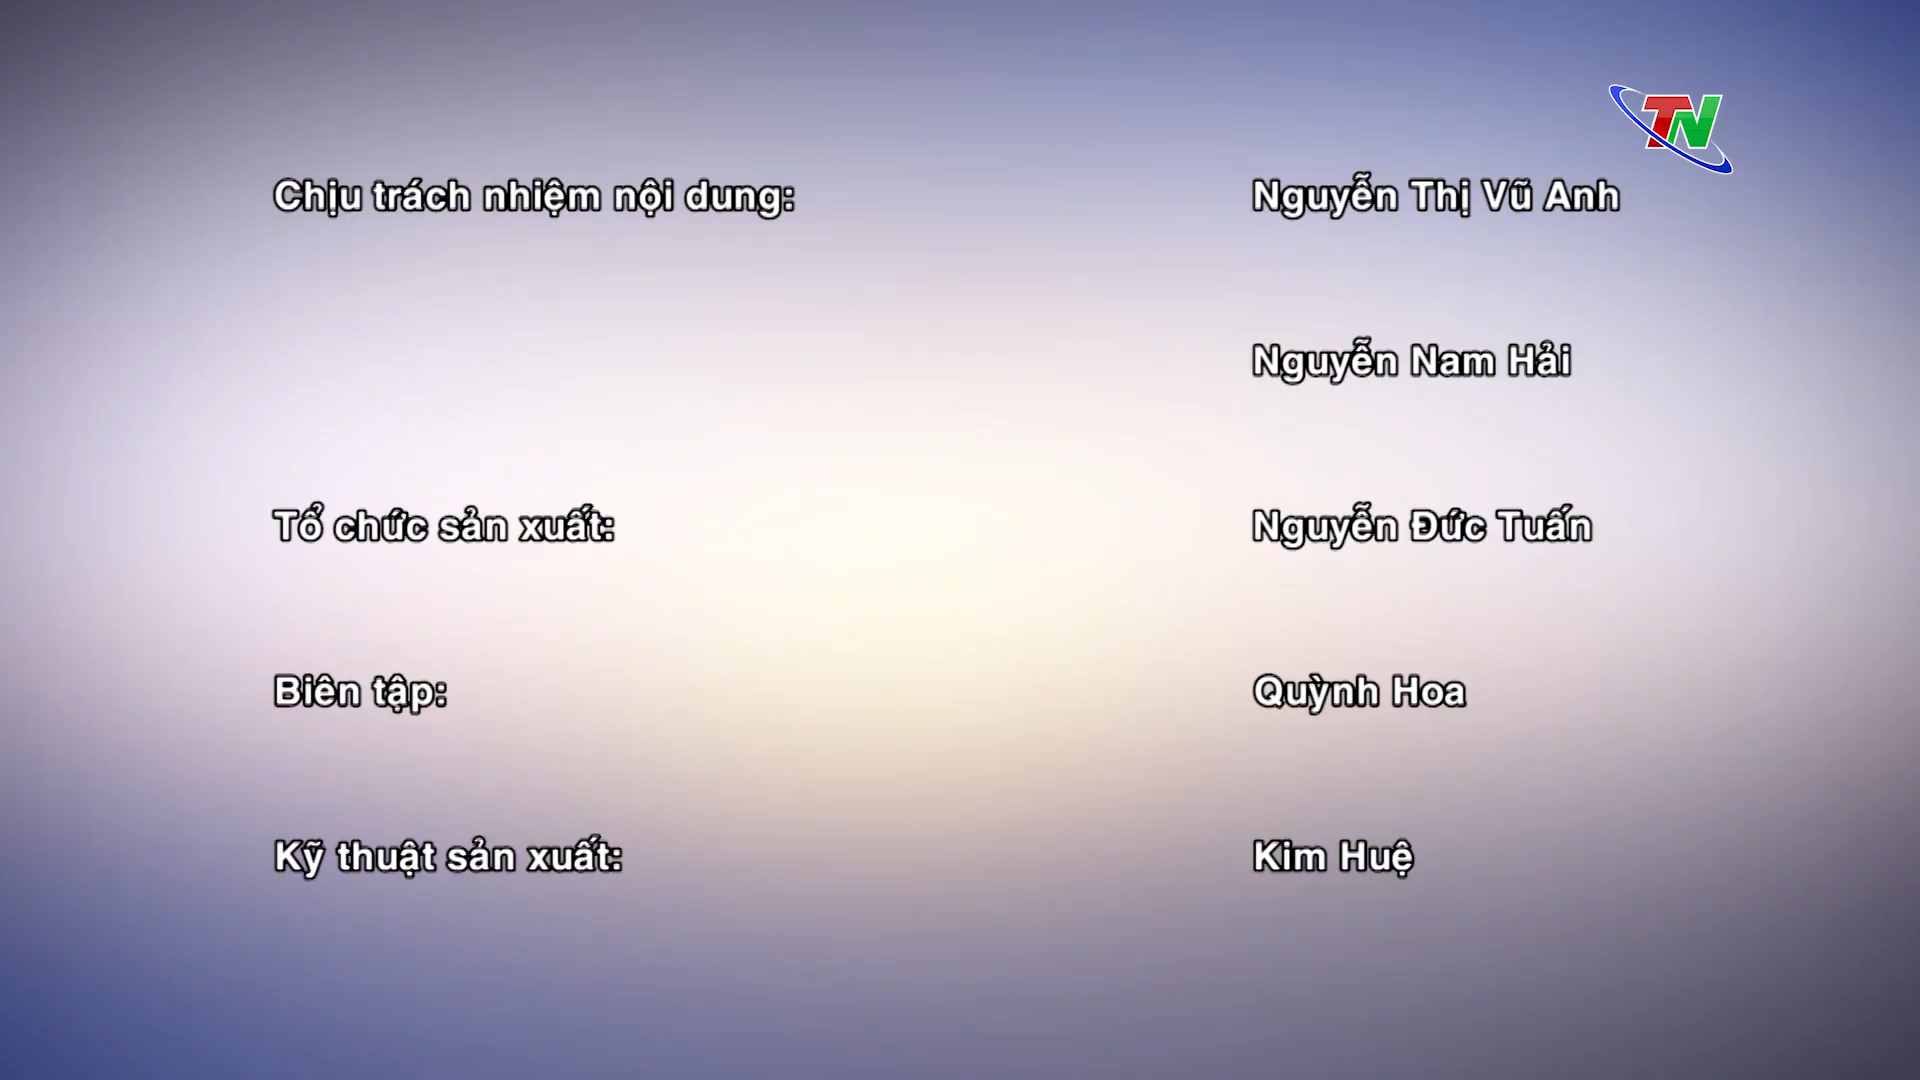 TN
Chịu trách nhiệm nội dung: Nguyễn Thị Vũ Anh
Nguyễn Nam Hải
Tổ chức sản xuất: Nguyễn Đức Tuấn
Biên tập: Quỳnh Hoa
Kỹ thuật sản xuất: Kim Huệ